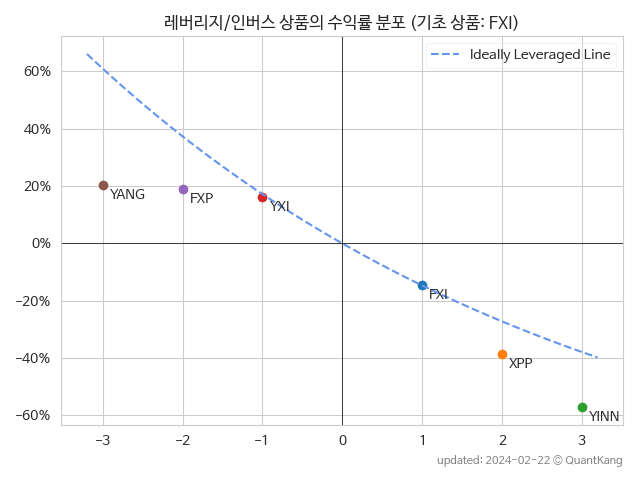 레버리지/인버스 상품의 수익률 분포 (기초 상품: FXI)
Ideally Leveraged Line
60%
40%
20%
0%
−20%
−40%
−60%
YANG
FXP
YXI
FXI
XPP
YINN
−3 −2 −1 0 1 2 3
updated: 2024-02-22 © QuantKang